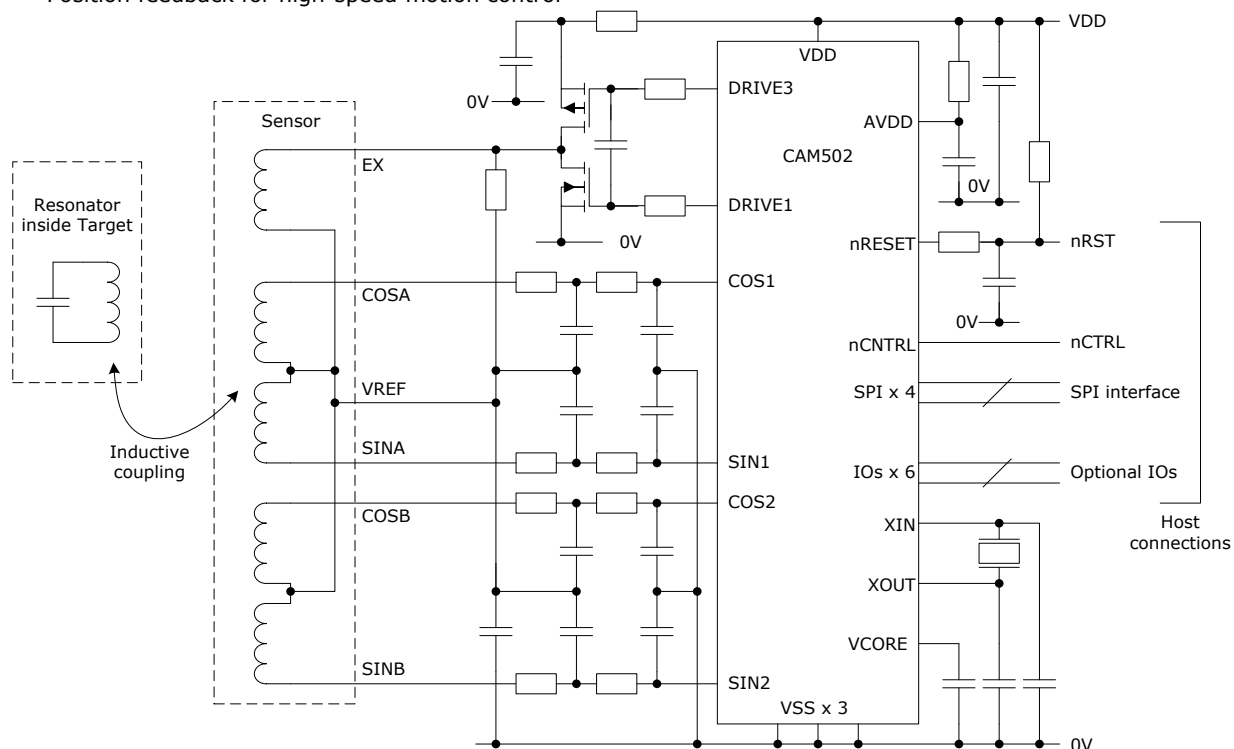 Position feedback for high-speed motion control
VDD
VDD
DRIVE3
0V
Sensor
AVDD
CAM502
EX
0V
Resonator
inside Target
DRIVE1
0V
nRESET
nRST
COSA
COS1
0V
nCNTRL
nCTRL
VREF
SPI x 4
SPI interface
Inductive
coupling
SINA
SIN1
IOs x 6
Optional IOs
COSB
COS2
XIN
Host
connections
XOUT
VCORE
SINB
SIN2
VSS x 3
0V